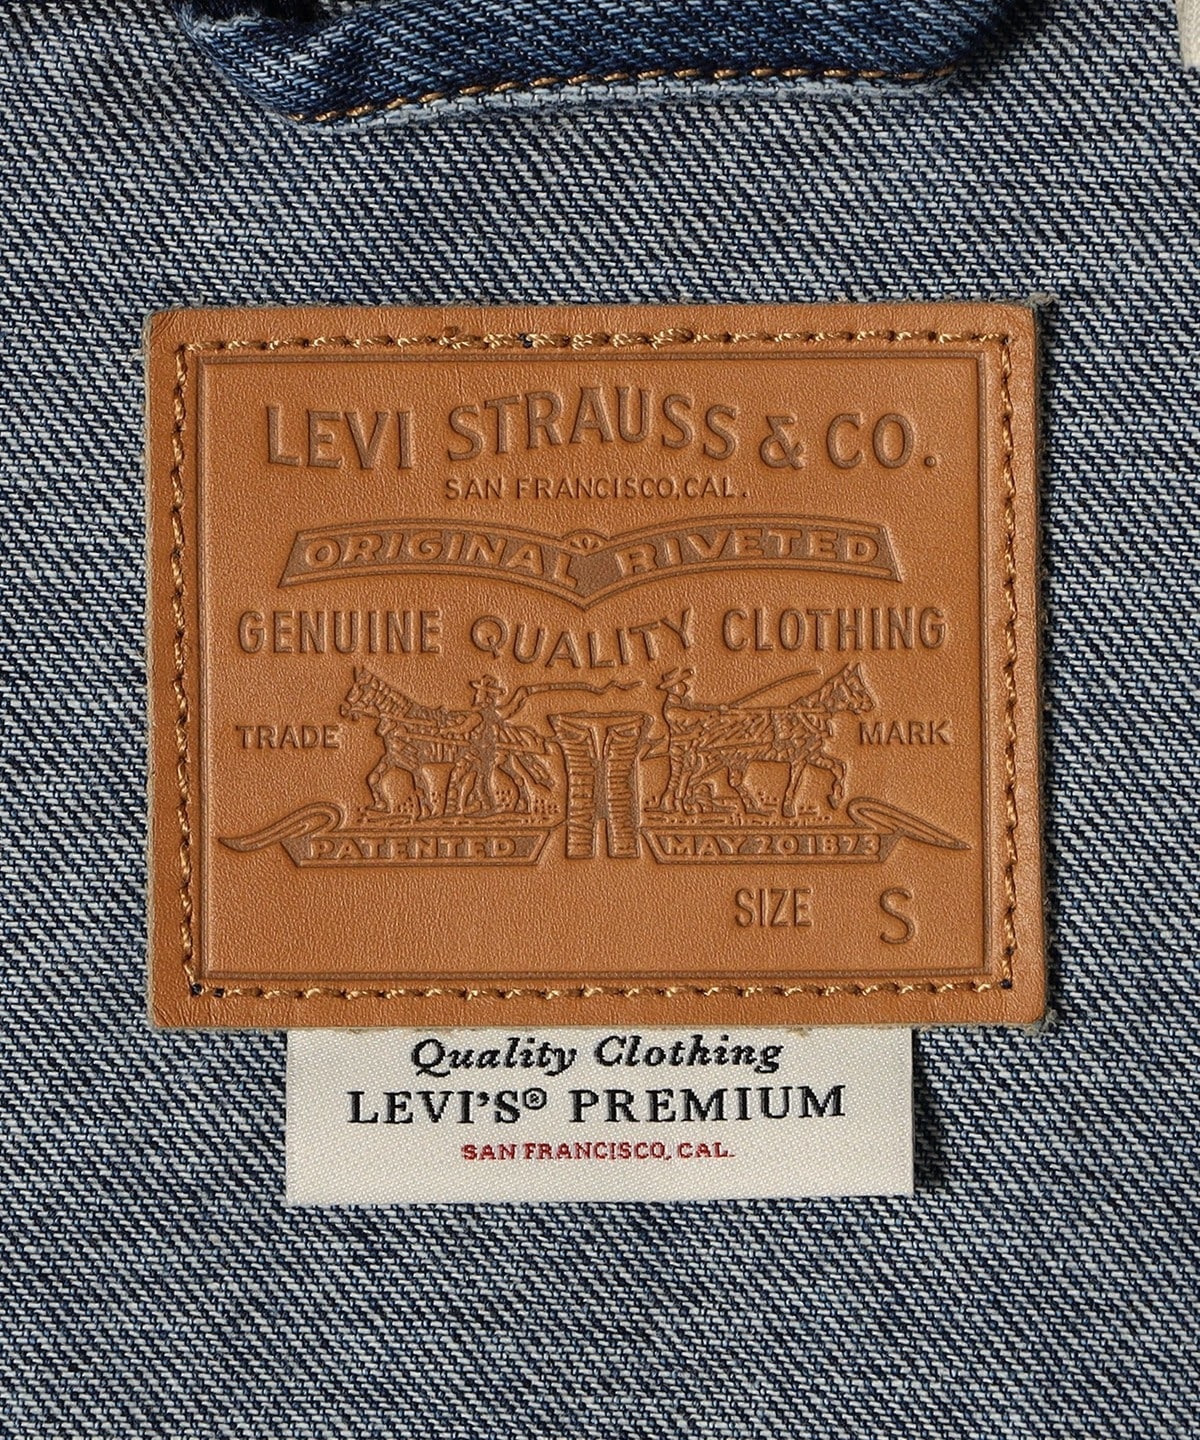 LEVI STRAUSS & CO.
SAN FRANCISCO, CAL.
ORIGINAL RIVETED
GENUINE QUALITY CLOTHING
TRADE MARK
PATENTED MAY 20 1873
SIZE S
Quality Clothing
LEVI'S® PREMIUM
SAN FRANCISCO, CAL.